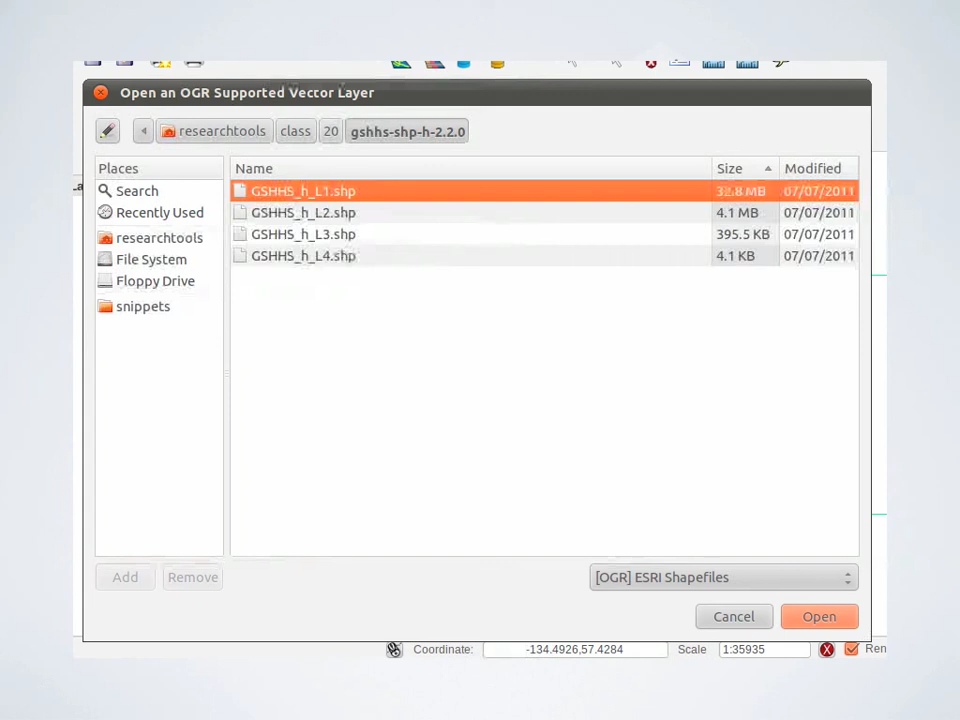 Open an OGR Supported Vector Layer
researchtools class 20 gshhs-shp-h-2.2.0
Places Name Size Modified
Search GSHHS_h_L1.shp 32.8 MB 07/07/2011
Recently Used GSHHS_h_L2.shp 4.1 MB 07/07/2011
researchtools GSHHS_h_L3.shp 395.5 KB 07/07/2011
File System GSHHS_h_L4.shp 4.1 KB 07/07/2011
Floppy Drive
snippets
Add Remove [OGR] ESRI Shapefiles
Cancel Open
Coordinate: -134.4926,57.4284 Scale 1:35935 Ren